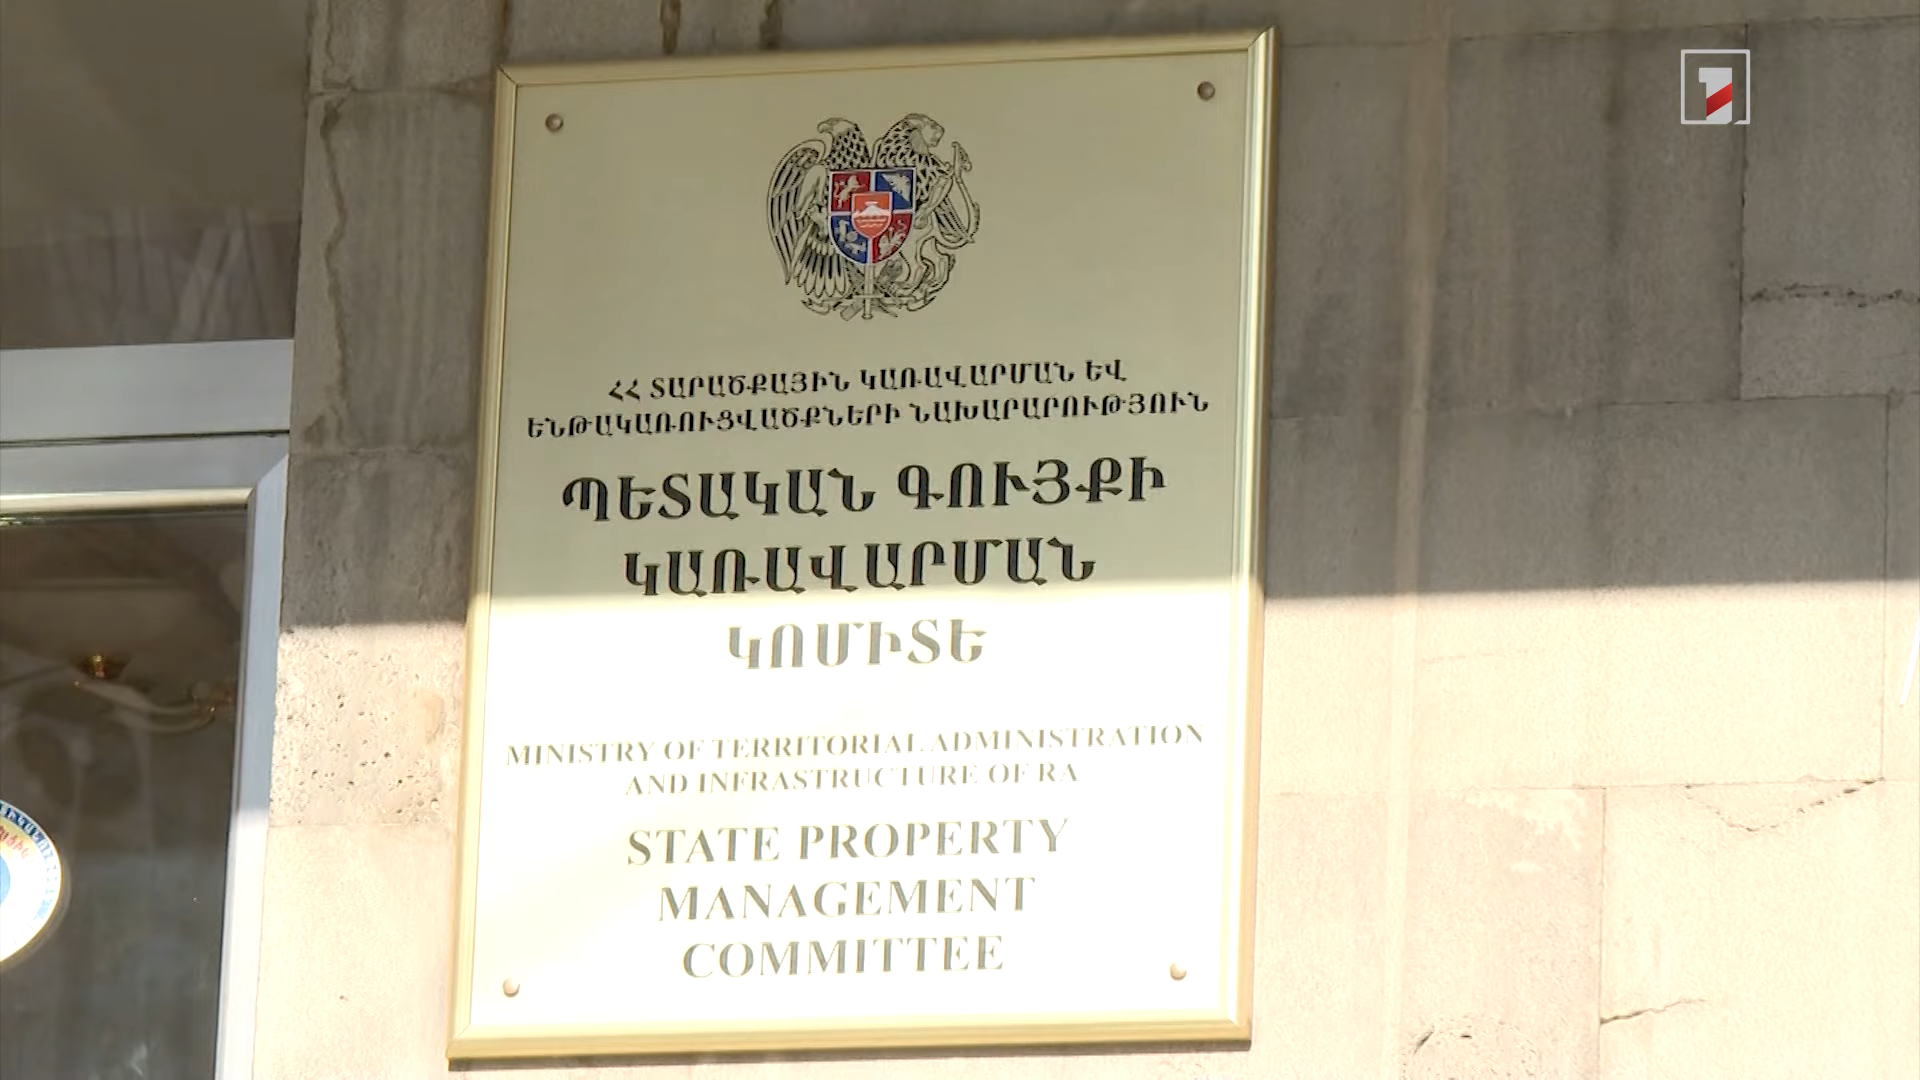 ՀՀ ՏԱՐԱԾՔԱՅԻՆ ԿԱՌԱՎԱՐՄԱՆ ԵՎ
ԵՆԹԱԿԱՌՈՒՑՎԱԾՔՆԵՐԻ ՆԱԽԱՐԱՐՈՒԹՅՈՒՆ
ՊԵՏԱԿԱՆ ԳՈՒՅՔԻ
ԿԱՌԱՎԱՐՄԱՆ
ԿՈՄԻՏԵ
MINISTRY OF TERRITORIAL ADMINISTRATION
AND INFRASTRUCTURE OF RA
STATE PROPERTY
MANAGEMENT
COMMITTEE